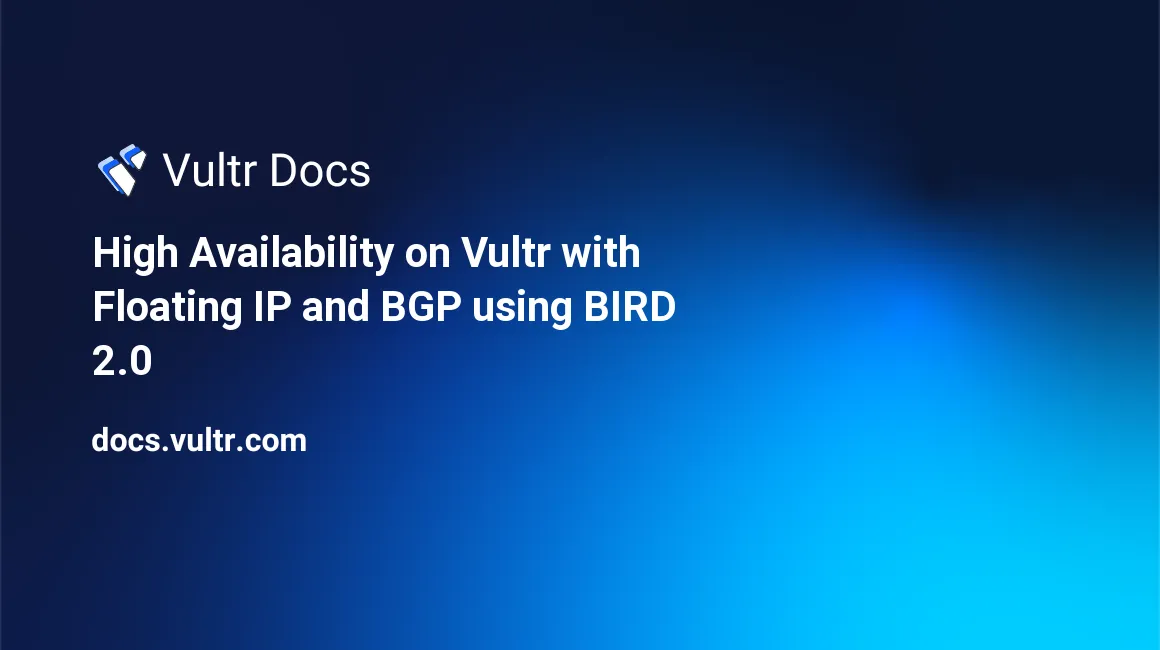 Vultr Docs
High Availability on Vultr with
Floating IP and BGP using BIRD
2.0
docs.vultr.com